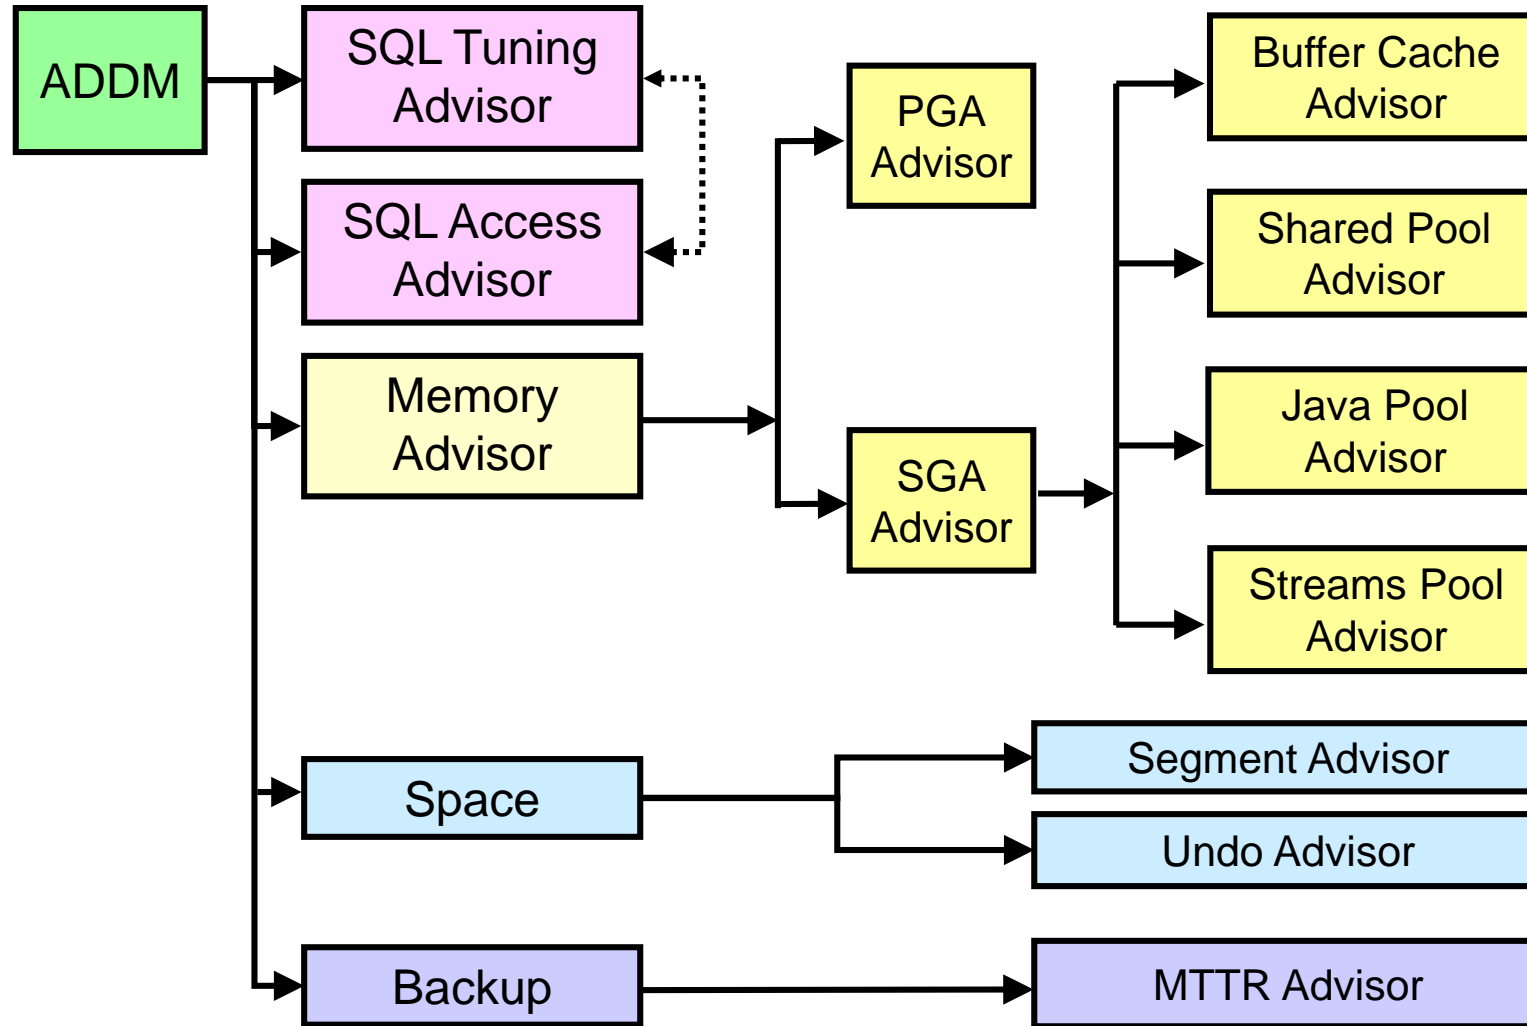 ADDM
SQL Tuning
Advisor
SQL Access
Advisor
Memory
Advisor
PGA
Advisor
SGA
Advisor
Buffer Cache
Advisor
Shared Pool
Advisor
Java Pool
Advisor
Streams Pool
Advisor
Space
Segment Advisor
Undo Advisor
Backup
MTTR Advisor